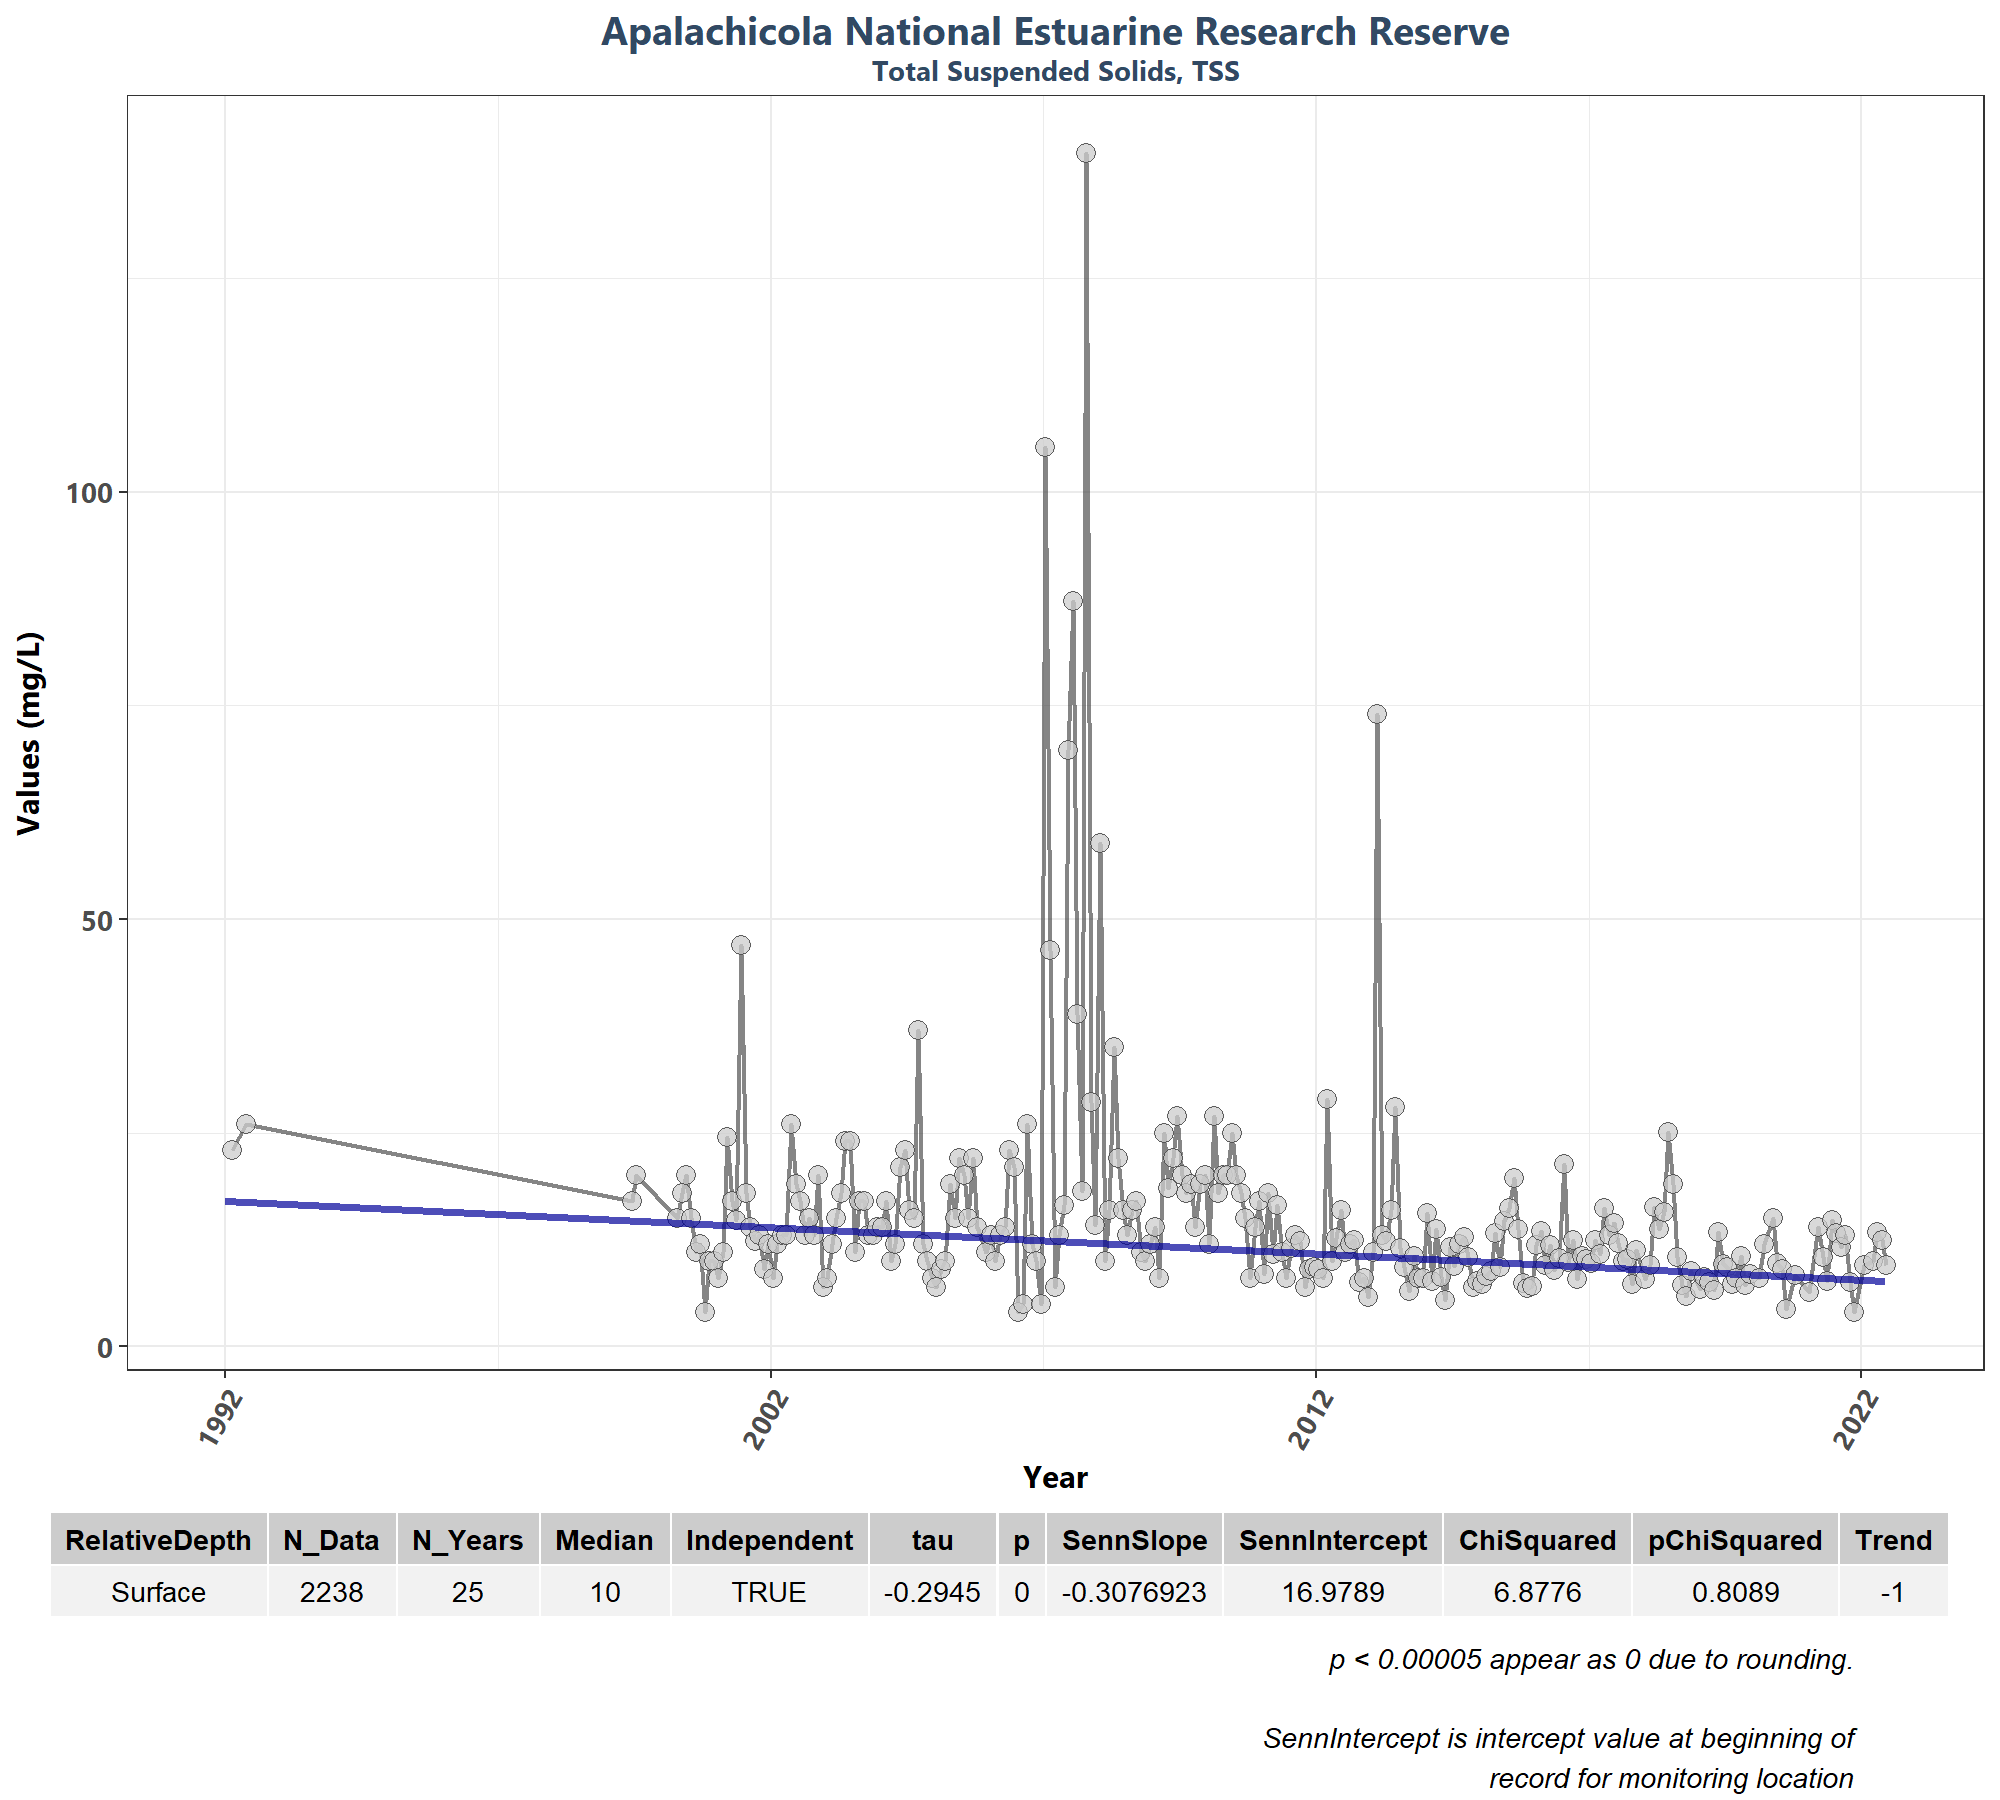 Apalachicola National Estuarine Research Reserve
Total Suspended Solids, TSS
Values (mg/L)
100
50
0
1992
2002
2012
2022
Year
RelativeDepth N_Data N_Years Median Independent tau p SennSlope SennIntercept ChiSquared pChiSquared Trend
Surface 2238 25 10 TRUE -0.2945 0 -0.3076923 16.9789 6.8776 0.8089 -1
p < 0.00005 appear as 0 due to rounding.
SennIntercept is intercept value at beginning of
record for monitoring location